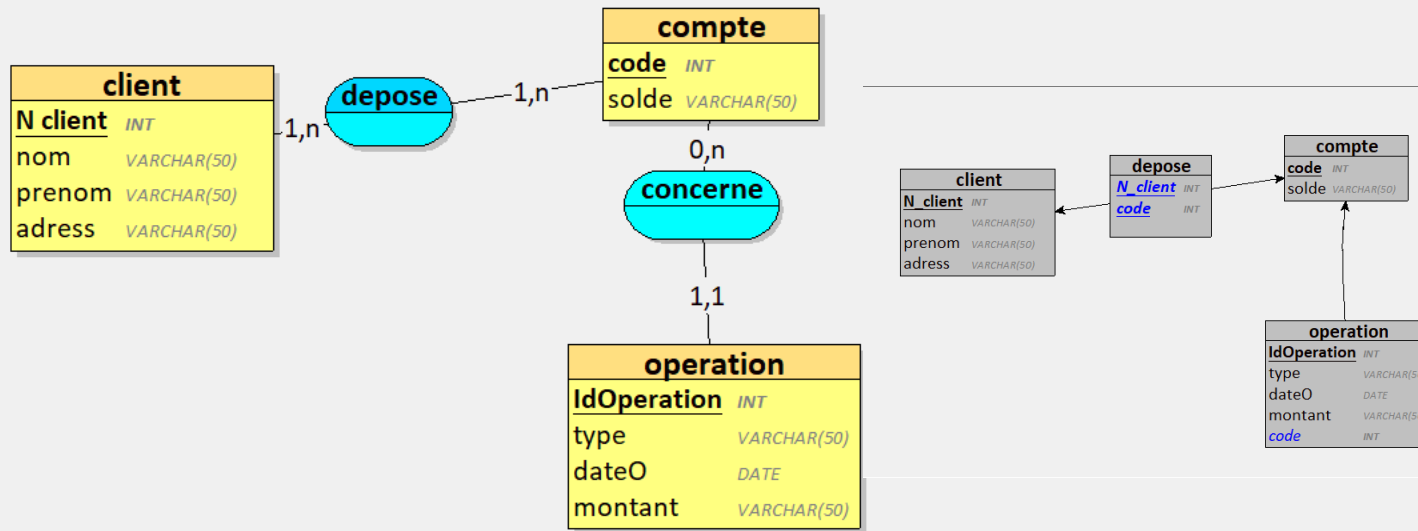 client
N client INT
nom VARCHAR(50)
prenom VARCHAR(50)
adress VARCHAR(50)
1,n
depose
1,n
compte
code INT
solde VARCHAR(50)
0,n
concerne
1,1
operation
IdOperation INT
type VARCHAR(50)
dateO DATE
montant VARCHAR(50)
client
N_client INT
nom VARCHAR(50)
prenom VARCHAR(50)
adress VARCHAR(50)
depose
N_client INT
code INT
compte
code INT
solde VARCHAR(50)
operation
IdOperation INT
type
dateO DATE
montant
code INT